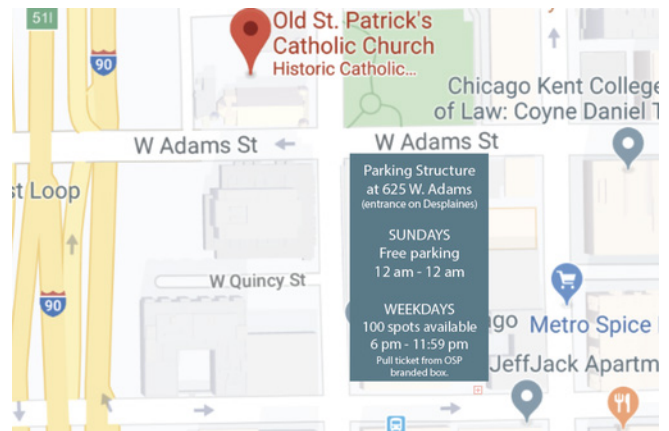 51I
90
Old St. Patrick's
Catholic Church
Historic Catholic...
Chicago Kent College
of Law: Coyne Daniel T
W Adams St
W Adams St
st Loop
Parking Structure
at 625 W. Adams
(entrance on Desplaines)
SUNDAYS
Free parking
12 am - 12 am
W Quincy St
90
WEEKDAYS
100 spots available
6 pm - 11:59 pm
Pull ticket from OSP
branded box.
go
Metro Spice
JeffJack Apartm